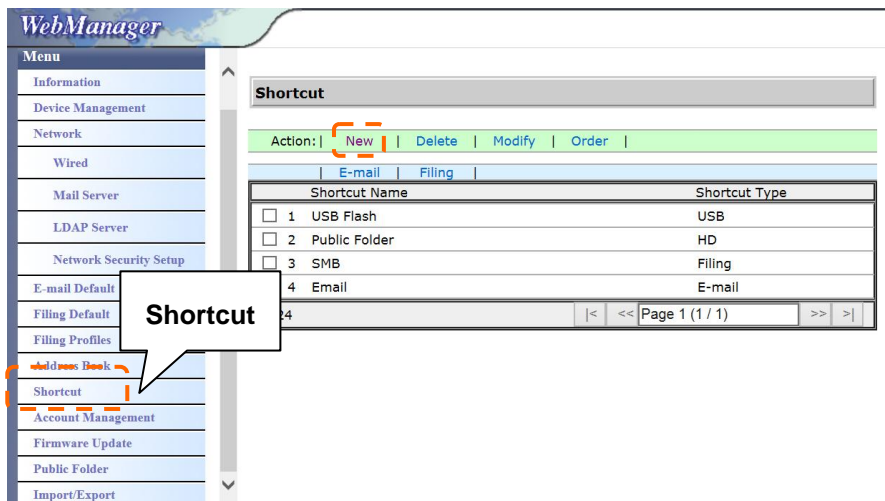 WebManager
Menu
Information
Device Management
Network
Wired
Mail Server
LDAP Server
Network Security Setup
E-mail Default
Filing Default
Filing Profiles
Address Book
Shortcut
Account Management
Firmware Update
Public Folder
Import/Export
Shortcut
Shortcut
Action: | New | Delete | Modify | Order |
| E-mail | Filing |
Shortcut Name Shortcut Type
1 USB Flash USB
2 Public Folder HD
3 SMB Filing
4 Email E-mail
24 |< << Page 1 (1 / 1) >> >|